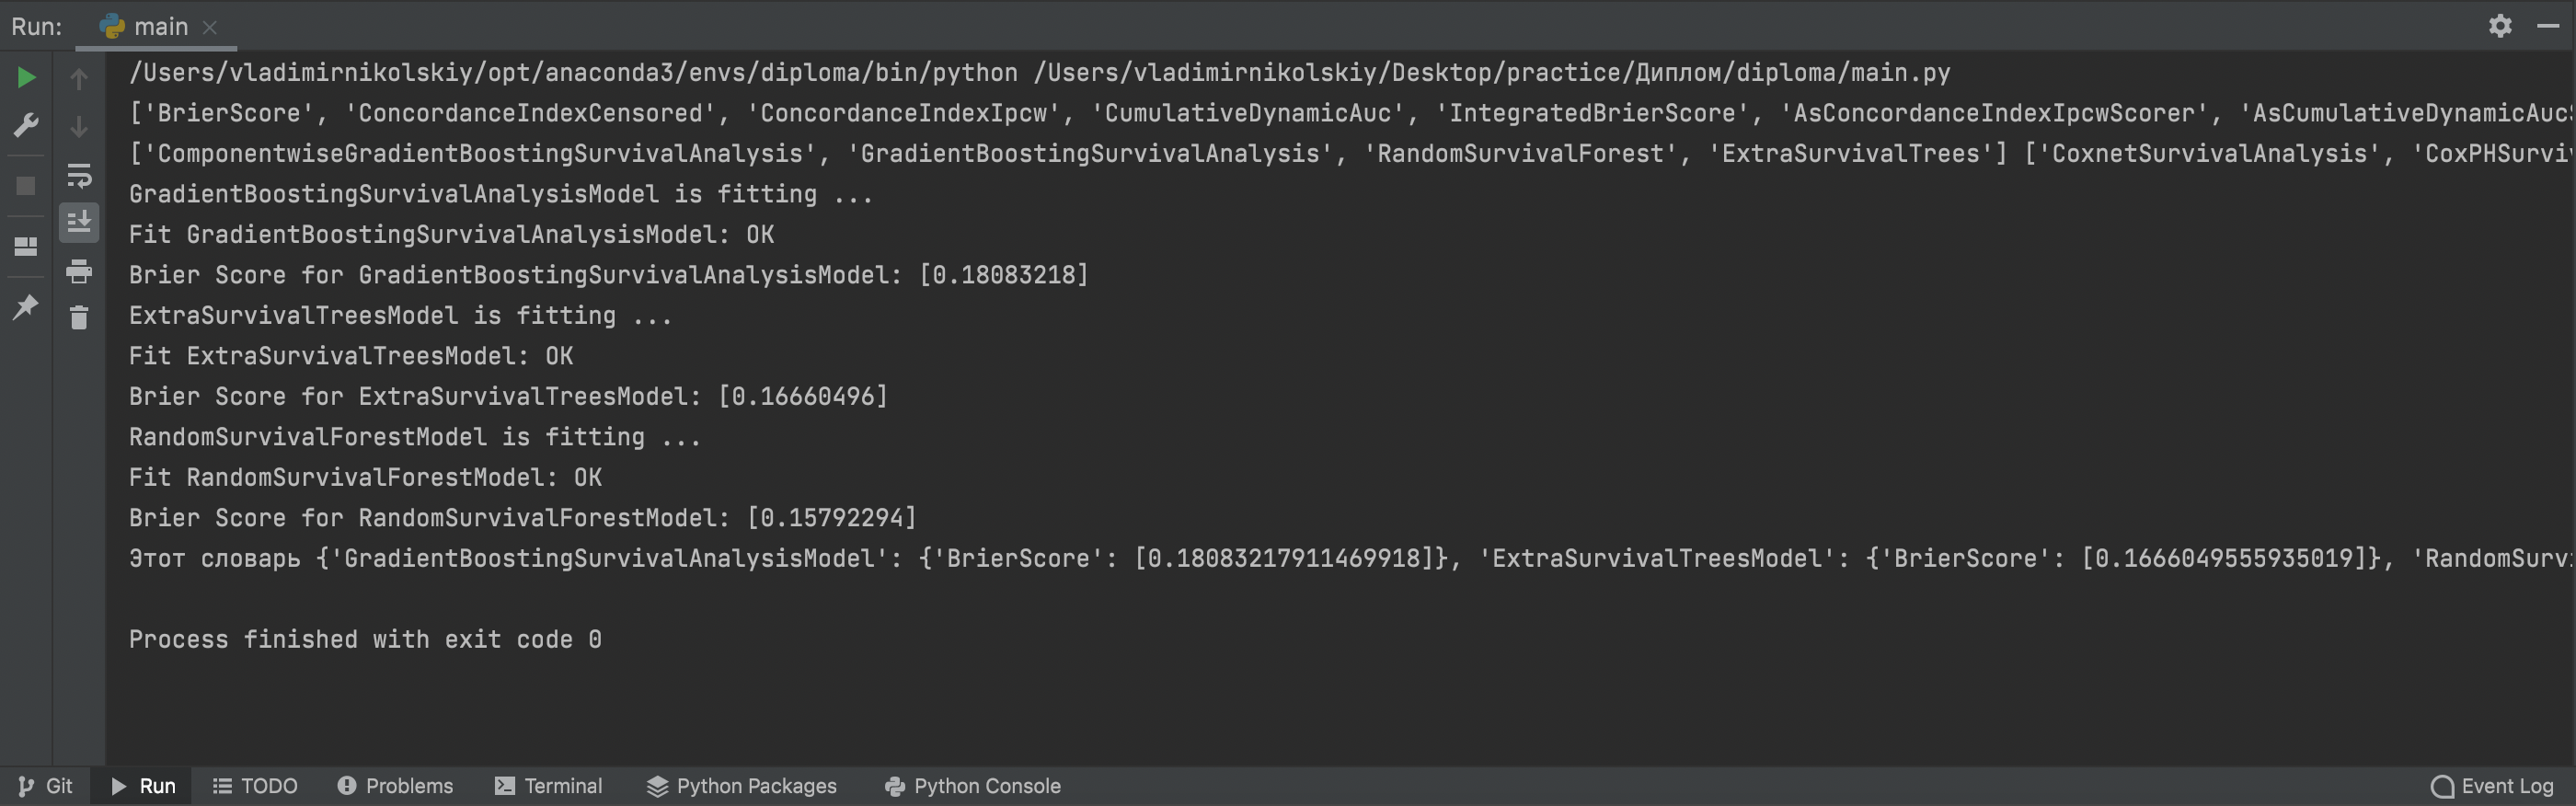 Run: main
/Users/vladimirnikolskiy/opt/anaconda3/envs/diploma/bin/python /Users/vladimirnikolskiy/Desktop/practice/Диплом/diploma/main.py
['BrierScore', 'ConcordanceIndexCensored', 'ConcordanceIndexIpcw', 'CumulativeDynamicAuc', 'IntegratedBrierScore', 'AsConcordanceIndexIpcwScorer', 'AsCumulativeDynamicAuc
['ComponentwiseGradientBoostingSurvivalAnalysis', 'GradientBoostingSurvivalAnalysis', 'RandomSurvivalForest', 'ExtraSurvivalTrees'] ['CoxnetSurvivalAnalysis', 'CoxPHSurvi
GradientBoostingSurvivalAnalysisModel is fitting ...
Fit GradientBoostingSurvivalAnalysisModel: OK
Brier Score for GradientBoostingSurvivalAnalysisModel: [0.18083218]
ExtraSurvivalTreesModel is fitting ...
Fit ExtraSurvivalTreesModel: OK
Brier Score for ExtraSurvivalTreesModel: [0.16660496]
RandomSurvivalForestModel is fitting ...
Fit RandomSurvivalForestModel: OK
Brier Score for RandomSurvivalForestModel: [0.15792294]
Этот словарь {'GradientBoostingSurvivalAnalysisModel': {'BrierScore': [0.18083217911469918]}, 'ExtraSurvivalTreesModel': {'BrierScore': [0.1666049555935019]}, 'RandomSurvi
Process finished with exit code 0
Git Run TODO Problems Terminal Python Packages Python Console Event Log